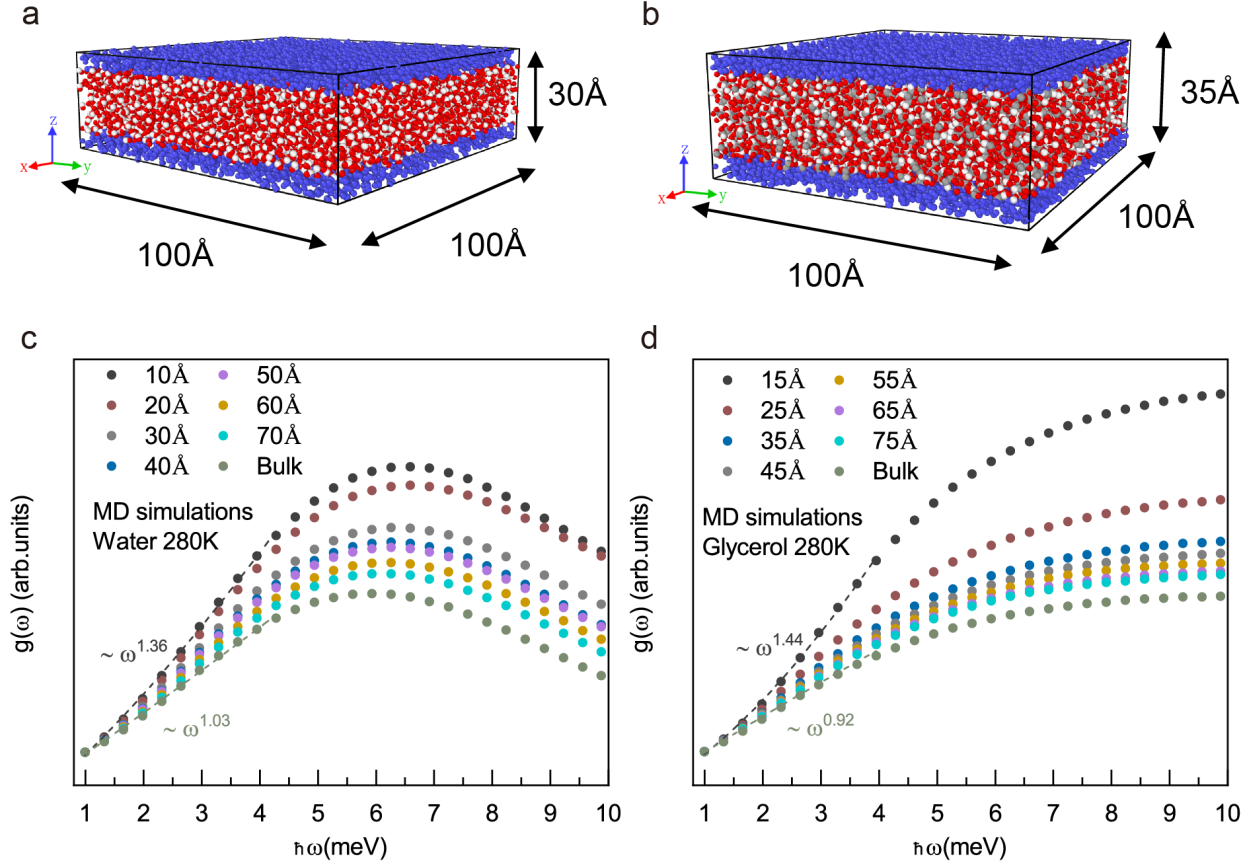 a
30Å
z
x
y
100Å
100Å
b
35Å
z
x
y
100Å
100Å
c
10Å
50Å
20Å
60Å
30Å
70Å
40Å
Bulk
MD simulations
Water 280K
~ ω^1.36
~ ω^1.03
g(ω) (arb.units)
1 2 3 4 5 6 7 8 9 10
ħω(meV)
d
15Å
55Å
25Å
65Å
35Å
75Å
45Å
Bulk
MD simulations
Glycerol 280K
~ ω^1.44
~ ω^0.92
g(ω) (arb.units)
1 2 3 4 5 6 7 8 9 10
ħω(meV)